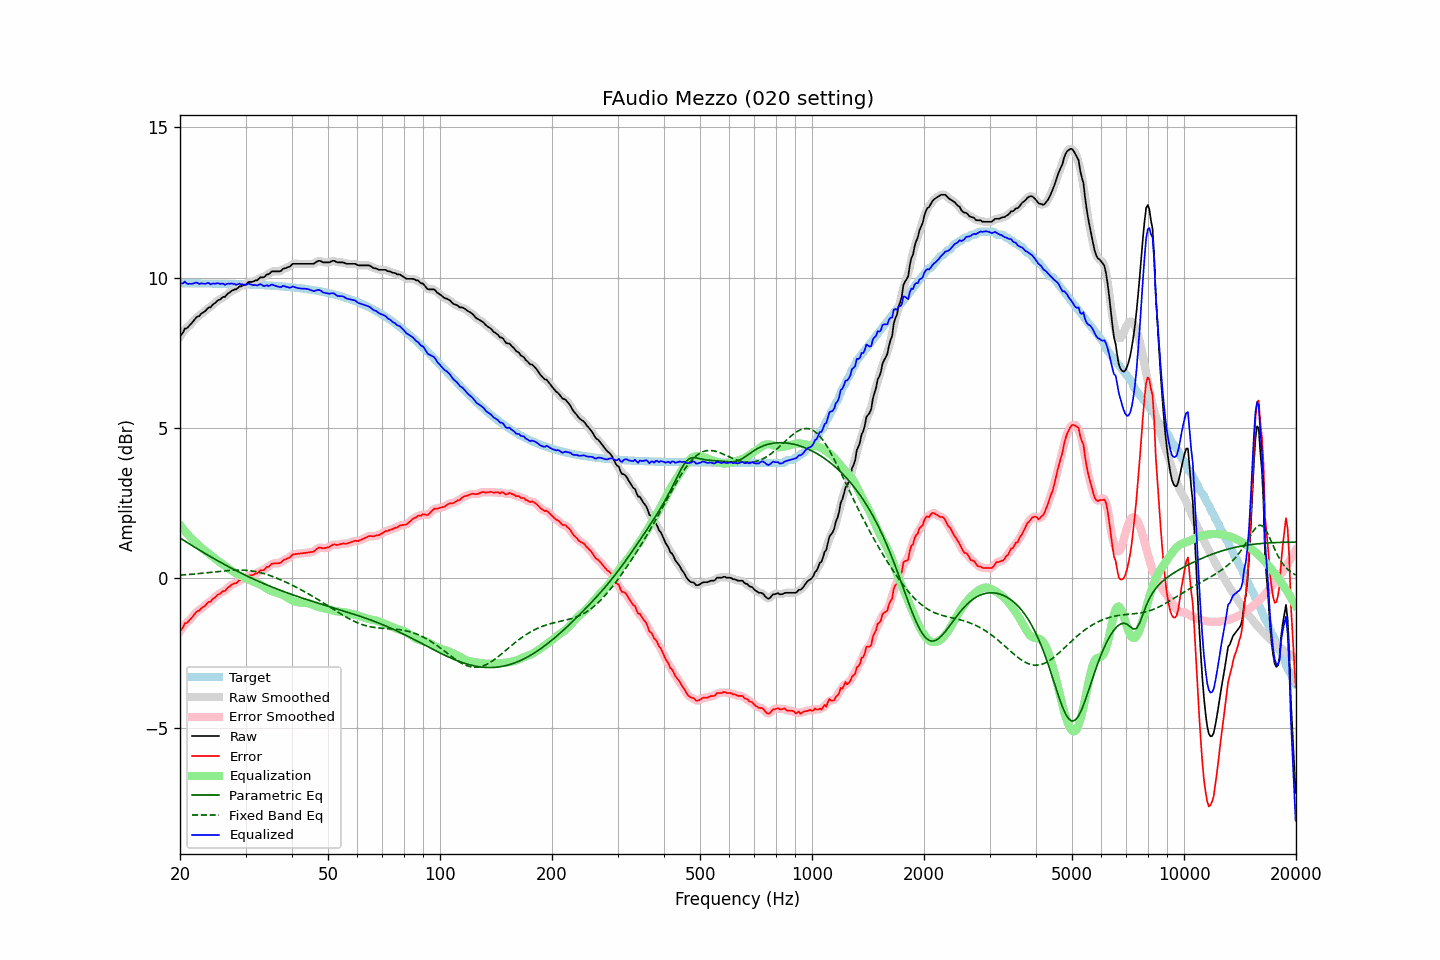 FAudio Mezzo (020 setting)
15
10
5
0
−5
Amplitude (dBr)
Target
Raw Smoothed
Error Smoothed
Raw
Error
Equalization
Parametric Eq
Fixed Band Eq
Equalized
20 50 100 200 500 1000 2000 5000 10000 20000
Frequency (Hz)